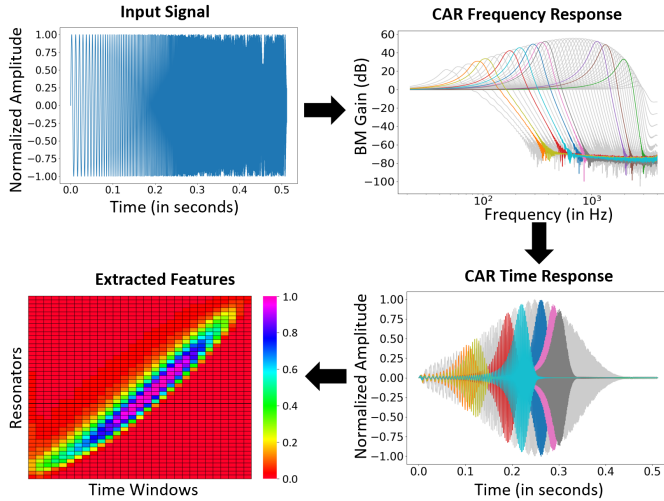 Input Signal
Normalized Amplitude
1.00
0.75
0.50
0.25
0.00
−0.25
−0.50
−0.75
−1.00
0.0 0.1 0.2 0.3 0.4 0.5
Time (in seconds)
CAR Frequency Response
BM Gain (dB)
60
40
20
0
−20
−40
−60
−80
−100
10² 10³
Frequency (in Hz)
Extracted Features
Resonators
1.0
0.8
0.6
0.4
0.2
0.0
Time Windows
CAR Time Response
Normalized Amplitude
1.00
0.75
0.50
0.25
0.00
−0.25
−0.50
−0.75
−1.00
0.0 0.1 0.2 0.3 0.4 0.5
Time (in seconds)